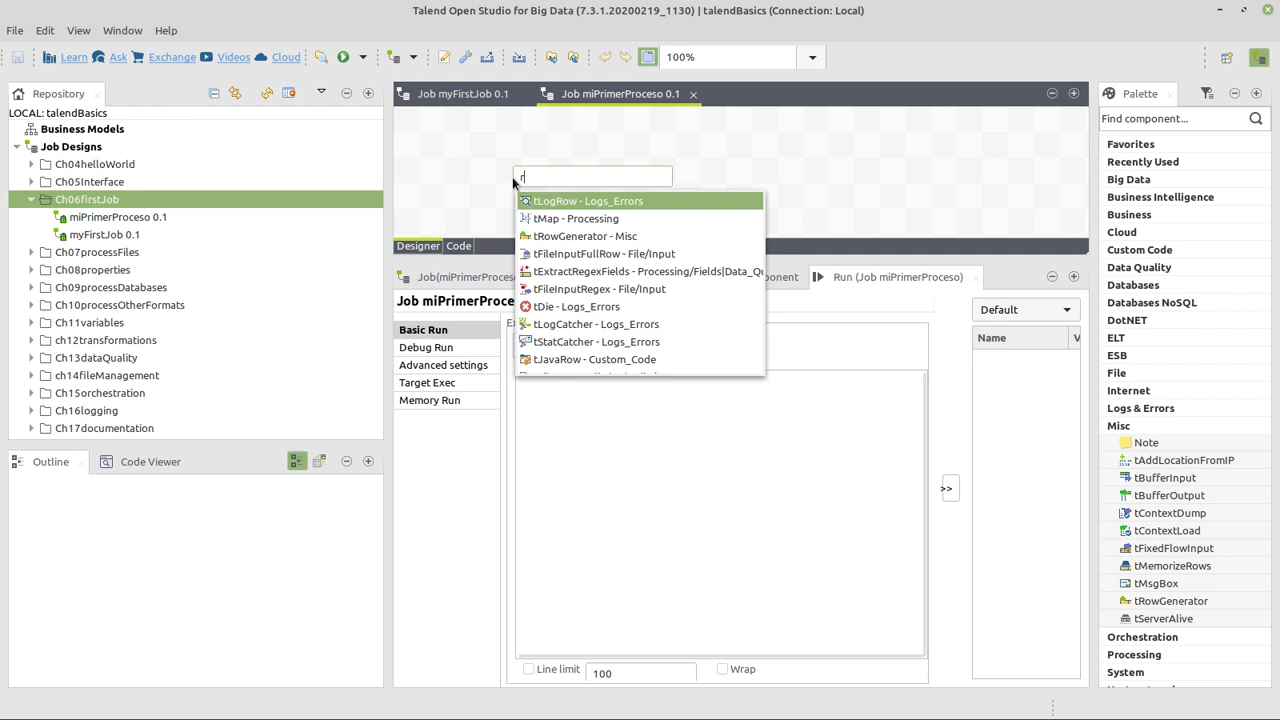 Talend Open Studio for Big Data (7.3.1.20200219_1130) | talendBasics (Connection: Local)
File Edit View Window Help
Learn Ask Exchange Videos Cloud 100%
Repository
LOCAL: talendBasics
Business Models
Job Designs
Ch04helloWorld
Ch05Interface
Ch06firstJob
miPrimerProceso 0.1
myFirstJob 0.1
Ch07processFiles
Ch08properties
Ch09processDatabases
Ch10processOtherFormats
Ch11variables
ch12transformations
Ch13dataQuality
ch14fileManagement
Ch15orchestration
Ch16logging
Ch17documentation
Outline Code Viewer
Job myFirstJob 0.1 Job miPrimerProceso 0.1
r
tLogRow - Logs_Errors
tMap - Processing
tRowGenerator - Misc
tFileInputFullRow - File/Input
tExtractRegexFields - Processing/Fields|Data_Qu
tFileInputRegex - File/Input
tDie - Logs_Errors
tLogCatcher - Logs_Errors
tStatCatcher - Logs_Errors
tJavaRow - Custom_Code
Designer Code
Job(miPrimerProces onent Run (Job miPrimerProceso)
Job miPrimerProce
Basic Run
Debug Run
Advanced settings
Target Exec
Memory Run
Ex
Default
Name V
>>
Line limit 100 Wrap
Palette
Find component...
Favorites
Recently Used
Big Data
Business Intelligence
Business
Cloud
Custom Code
Data Quality
Databases
Databases NoSQL
DotNET
ELT
ESB
File
Internet
Logs & Errors
Misc
Note
tAddLocationFromIP
tBufferInput
tBufferOutput
tContextDump
tContextLoad
tFixedFlowInput
tMemorizeRows
tMsgBox
tRowGenerator
tServerAlive
Orchestration
Processing
System